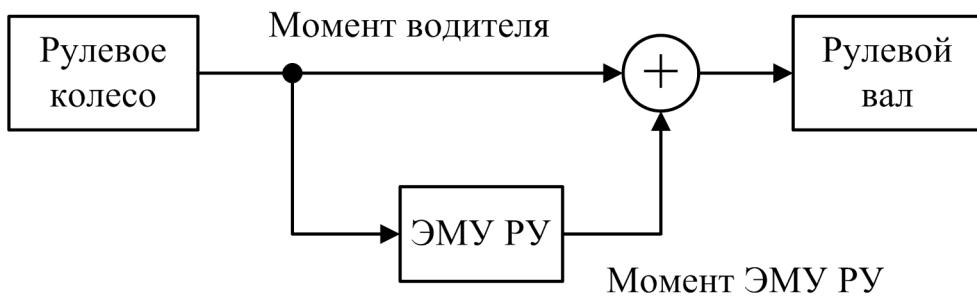 Рулевое
колесо
Момент водителя
+
Рулевой
вал
ЭМУ РУ
Момент ЭМУ РУ